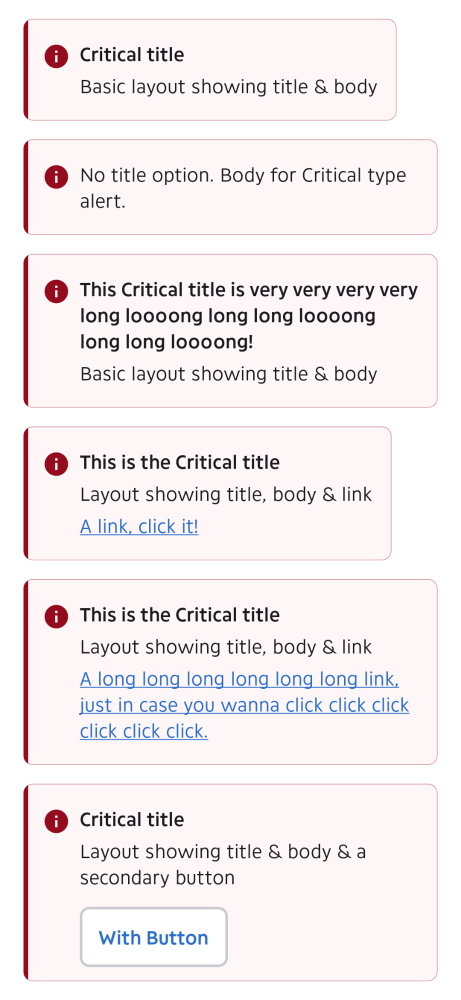 Critical title
Basic layout showing title & body
No title option. Body for Critical type
alert.
This Critical title is very very very very
long loooong long long loooong
long long loooong!
Basic layout showing title & body
This is the Critical title
Layout showing title, body & link
A link, click it!
This is the Critical title
Layout showing title, body & link
A long long long long long long link,
just in case you wanna click click click
click click click.
Critical title
Layout showing title & body & a
secondary button
With Button